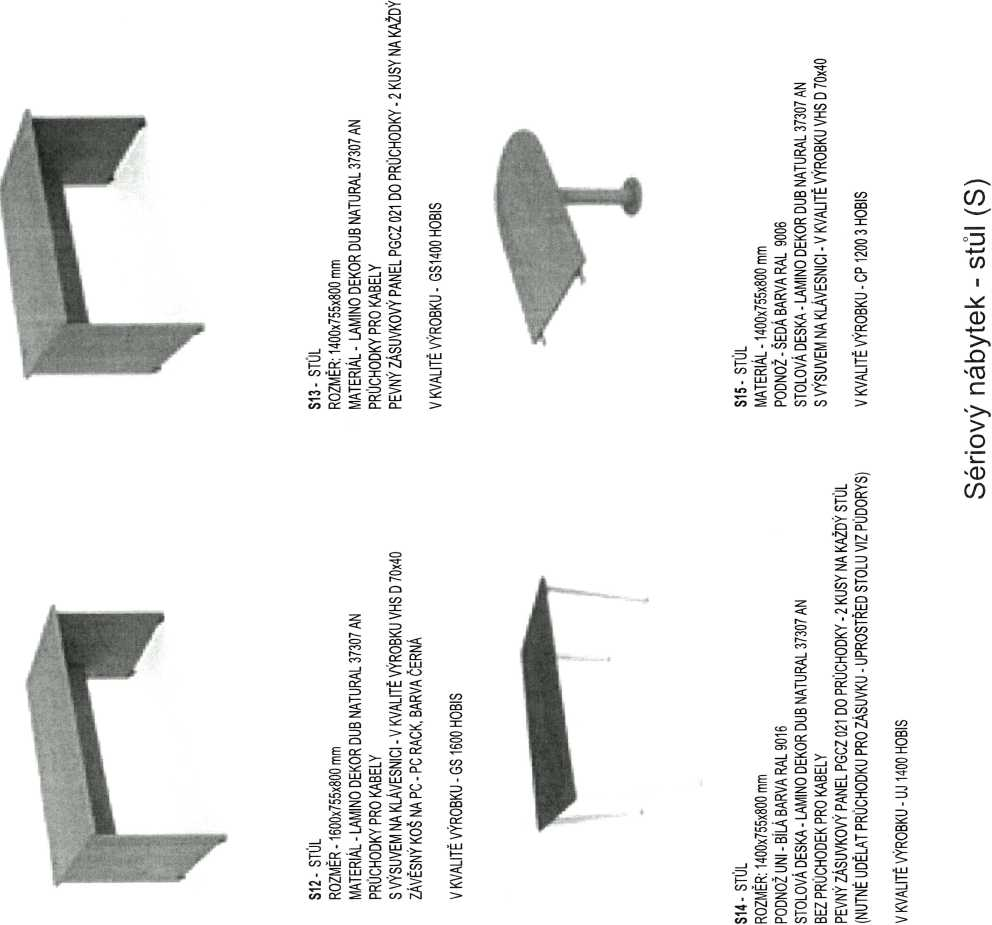 S12 - STŮL
ROZMĚR - 1600x755x800 mm
MATERIÁL - LAMINO DEKOR DUB NATURAL 37307 AN
PRŮCHODKY PRO KABELY
S VÝSUVEM NA KLÁVESNICI - V KVALITĚ VÝROBKU VHS D 70x40
ZÁVĚSNÝ KOŠ NA PC - PC RACK, BARVA ČERNÁ
V KVALITĚ VÝROBKU - GS 1600 HOBIS
S13 - STŮL
ROZMĚR: 1400x755x800 mm
MATERIÁL - LAMINO DEKOR DUB NATURAL 37307 AN
PRŮCHODKY PRO KABELY
PEVNÝ ZÁSUVKOVÝ PANEL PGCZ 021 DO PRŮCHODKY - 2 KUSY NA KAŽDÝ
V KVALITĚ VÝROBKU - GS1400 HOBIS
S14 - STŮL
ROZMĚR: 1400x755x800 mm
PODNOŽ UNI - BÍLÁ BARVA RAL 9016
STOLOVÁ DESKA - LAMINO DEKOR DUB NATURAL 37307 AN
BEZ PRŮCHODEK PRO KABELY
PEVNÝ ZÁSUVKOVÝ PANEL PGCZ 021 DO PRŮCHODKY - 2 KUSY NA KAŽDÝ STŮL
(NUTNÉ UDĚLAT PRŮCHODKU PRO ZÁSUVKU - UPROSTŘED STOLU VIZ PŮDORYS)
V KVALITĚ VÝROBKU - UJ 1400 HOBIS
S15 - STŮL
MATERIÁL - 1400x755x800 mm
PODNOŽ - ŠEDÁ BARVA RAL 9006
STOLOVÁ DESKA - LAMINO DEKOR DUB NATURAL 37307 AN
S VÝSUVEM NA KLÁVESNICI - V KVALITĚ VÝROBKU VHS D 70x40
V KVALITĚ VÝROBKU - CP 1200 3 HOBIS
Sériový nábytek - stůl (S)